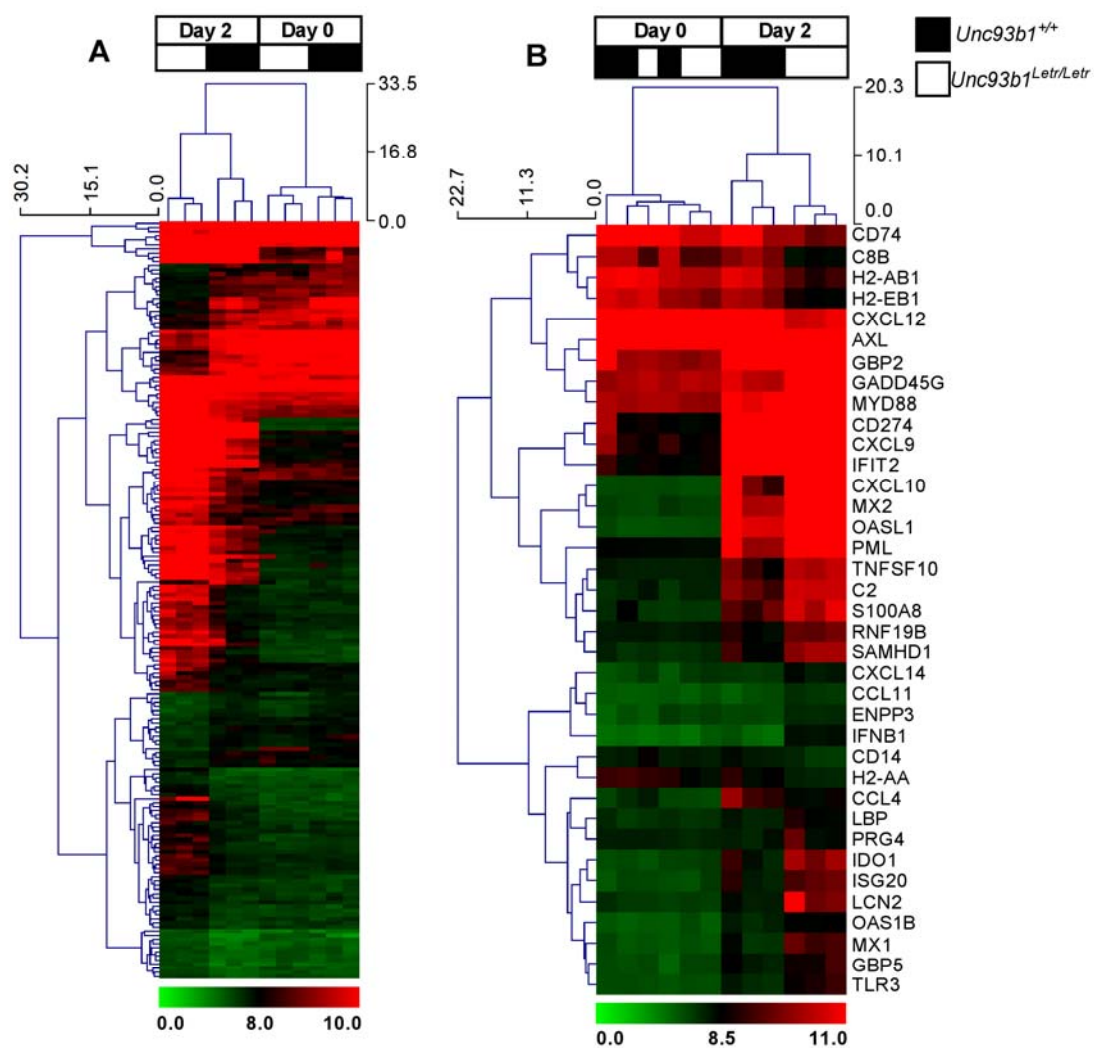 A
Day 2 Day 0
33.5
16.8
0.0
30.2
15.1
0.0
0.0 8.0 10.0
B
Day 0 Day 2
Unc93b1+/+
Unc93b1Letr/Letr
20.3
10.1
0.0
22.7
11.3
0.0
CD74
C8B
H2-AB1
H2-EB1
CXCL12
AXL
GBP2
GADD45G
MYD88
CD274
CXCL9
IFIT2
CXCL10
MX2
OASL1
PML
TNFSF10
C2
S100A8
RNF19B
SAMHD1
CXCL14
CCL11
ENPP3
IFNB1
CD14
H2-AA
CCL4
LBP
PRG4
IDO1
ISG20
LCN2
OAS1B
MX1
GBP5
TLR3
0.0 8.5 11.0